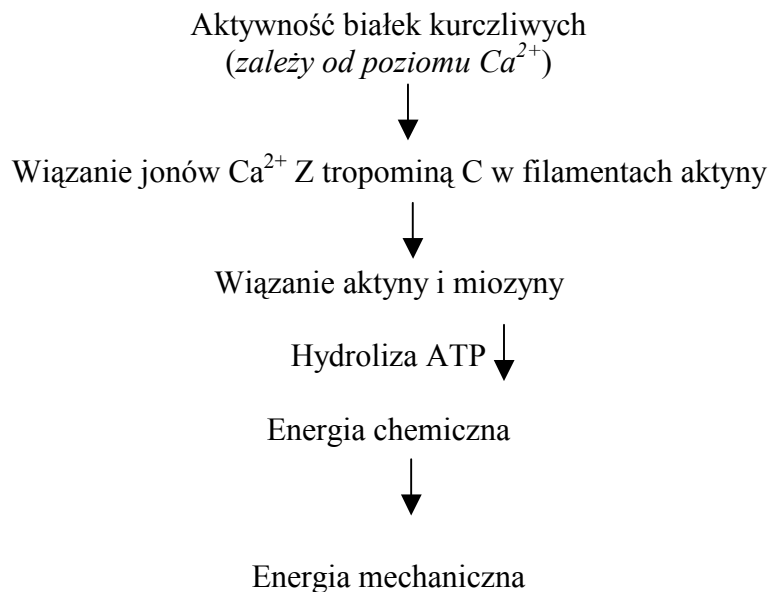 Aktywność białek kurczliwych
(zależy od poziomu Ca²⁺)
Wiązanie jonów Ca²⁺ Z tropominą C w filamentach aktyny
Wiązanie aktyny i miozyny
Hydroliza ATP
Energia chemiczna
Energia mechaniczna